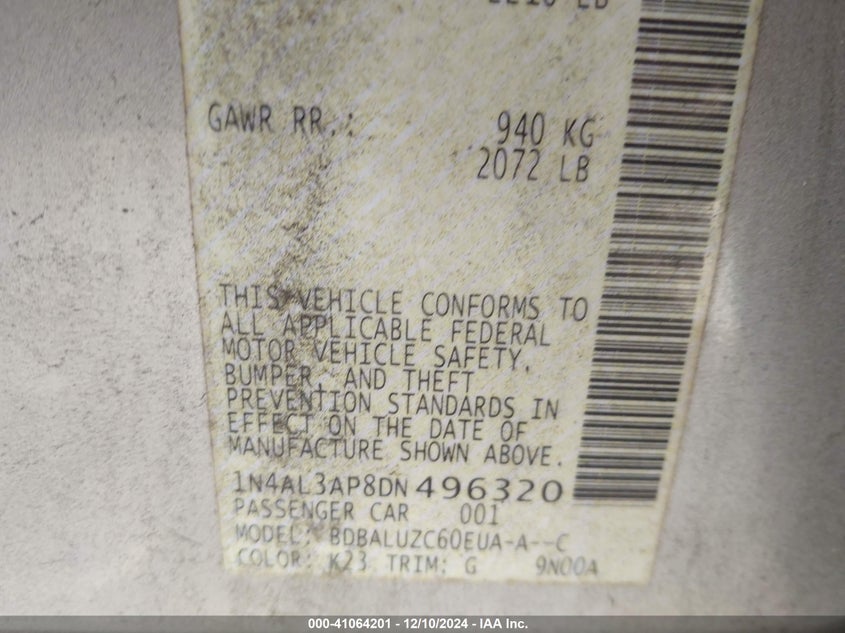 GAWR RR.: 940 KG
2072 LB
THIS VEHICLE CONFORMS TO
ALL APPLICABLE FEDERAL
MOTOR VEHICLE SAFETY,
BUMPER, AND THEFT
PREVENTION STANDARDS IN
EFFECT ON THE DATE OF
MANUFACTURE SHOWN ABOVE.
1N4AL3AP8DN496320
PASSENGER CAR 001
MODEL: BDBALUZC60EUA-A--C
COLOR: K23 TRIM: G 9N00A
000-41064201 - 12/10/2024 - IAA Inc.